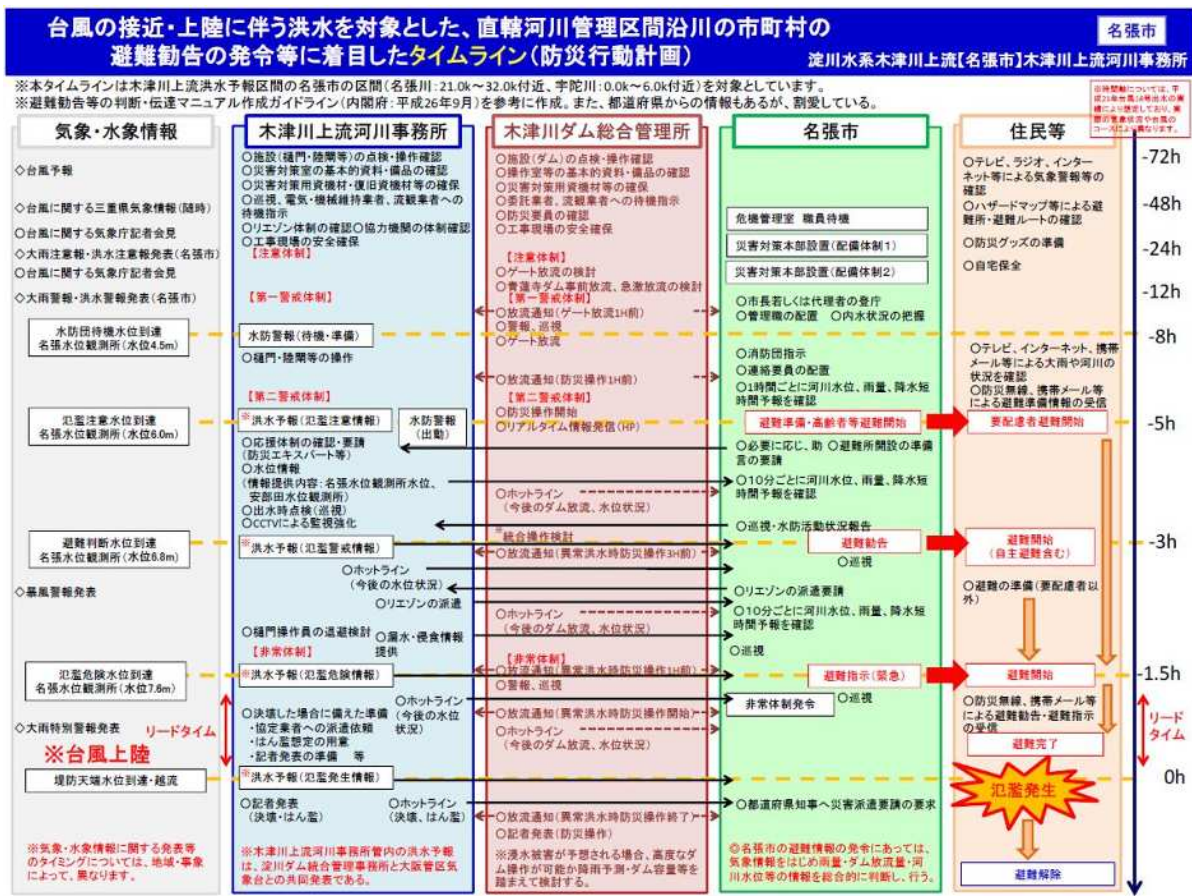 台風の接近・上陸に伴う洪水を対象とした、直轄河川管理区間沿川の市町村の
避難勧告の発令等に着目したタイムライン(防災行動計画)
名張市
淀川水系木津川上流【名張市】木津川上流河川事務所
※本タイムラインは木津川上流洪水予報区間の名張市の区間(名張川:21.0k～32.0k付近、宇陀川:0.0k～6.0k付近)を対象としています。
※避難勧告等の判断・伝達マニュアル作成ガイドライン(内閣府:平成26年9月)を参考に作成。また、都道府県からの情報もあるが、割愛している。
気象・水象情報
◇台風予報
◇台風に関する三重県気象情報(随時)
◇台風に関する気象庁記者会見
◇大雨注意報・洪水注意報発表(名張市)
◇台風に関する気象庁記者会見
◇大雨警報・洪水警報発表(名張市)
水防団待機水位到達
名張水位観測所(水位4.5m)
氾濫注意水位到達
名張水位観測所(水位6.0m)
避難判断水位到達
名張水位観測所(水位6.8m)
◇暴風警報発表
氾濫危険水位到達
名張水位観測所(水位7.6m)
◇大雨特別警報発表
リードタイム
※台風上陸
堤防天端水位到達・越流
※気象・水象情報に関する発表等
のタイミングについては、地域・事象
によって、異なります。
木津川上流河川事務所
○施設(樋門・陸閘等)の点検・操作確認
○災害対策室の基本的資料・備品の確認
○災害対策用資機材・復旧資機材等の確保
○巡視、電気・機械維持業者、流観業者への
待機指示
○リエゾン体制の確認○協力機関の体制確認
○工事現場の安全確保
【注意体制】
【第一警戒体制】
水防警報(待機・準備)
○樋門・陸閘等の操作
【第二警戒体制】
※洪水予報(氾濫注意情報)
水防警報
(出動)
○応援体制の確認・要請
(防災エキスパート等)
○水位情報
(情報提供内容:名張水位観測所水位、
安部田水位観測所)
○出水時点検(巡視)
○CCTVによる監視強化
※洪水予報(氾濫警戒情報)
○ホットライン
(今後の水位状況)
○リエゾンの派遣
○樋門操作員の退避検討
○漏水・侵食情報
提供
【非常体制】
※洪水予報(氾濫危険情報)
○ホットライン
(今後の水位
状況)
○決壊した場合に備えた準備
・協定業者への派遣依頼
・はん濫想定の用意
・記者発表の準備 等
※洪水予報(氾濫発生情報)
○記者発表
(決壊・はん濫)
○ホットライン
(決壊、はん濫)
※木津川上流河川事務所管内の洪水予報
は、淀川ダム統合管理事務所と大阪管区気
象台との共同発表である。
木津川ダム総合管理所
○施設(ダム)の点検・操作確認
○操作室等の基本的資料・備品の確認
○災害対策用資機材等の確保
○委託業者、流観業者への待機指示
○防災要員の確認
○工事現場の安全確保
【注意体制】
○ゲート放流の検討
○青蓮寺ダム事前放流、急激放流の検討
【第一警戒体制】
○放流通知(ゲート放流1H前)
○警報、巡視
○ゲート放流
○放流通知(防災操作1H前)
【第二警戒体制】
○防災操作開始
○リアルタイム情報発信(HP)
○ホットライン
(今後のダム放流、水位状況)
※統合操作検討
○放流通知(異常洪水時防災操作3H前)
○ホットライン
(今後のダム放流、水位状況)
【非常体制】
○放流通知(異常洪水時防災操作1H前)
○警報、巡視
○放流通知(異常洪水時防災操作開始)
○ホットライン
(今後のダム放流、水位状況)
○放流通知(異常洪水時防災操作終了)
○記者発表(防災操作)
※浸水被害が予想される場合、高度なダ
ム操作が可能か降雨予測・ダム容量等を
踏まえて検討する。
名張市
危機管理室 職員待機
災害対策本部設置(配備体制1)
災害対策本部設置(配備体制2)
○市長若しくは代理者の登庁
○管理職の配置 ○内水状況の把握
○消防団指示
○連絡要員の配置
○1時間ごとに河川水位、雨量、降水短
時間予報を確認
避難準備・高齢者等避難開始
○必要に応じ、助
言の要請
○避難所開設の準備
○10分ごとに河川水位、雨量、降水短
時間予報を確認
○巡視・水防活動状況報告
避難勧告
○巡視
○リエゾンの派遣要請
○10分ごとに河川水位、雨量、降水短
時間予報を確認
○巡視
避難指示(緊急)
非常体制発令
○巡視
○都道府県知事へ災害派遣要請の要求
◎名張市の避難情報の発令にあっては、
気象情報をはじめ雨量・ダム放流量・河
川水位等の情報を総合的に判断し、行う。
住民等
○テレビ、ラジオ、インター
ネット等による気象警報等の
確認
○ハザードマップ等による避
難所・避難ルートの確認
○防災グッズの準備
○自宅保全
○テレビ、インターネット、携帯
メール等による大雨や河川の
状況を確認
○防災無線、携帯メール等
による避難準備情報の受信
要配慮者避難開始
避難開始
(自主避難含む)
○避難の準備(要配慮者以
外)
避難開始
○防災無線、携帯メール等
による避難勧告・避難指示
の受信
避難完了
氾濫発生
避難解除
※時間軸については、平
成21年台風18号出水の実
績により想定しており、実
際の気象状況や台風の
コースにより異なります。
-72h
-48h
-24h
-12h
-8h
-5h
-3h
-1.5h
リード
タイム
0h